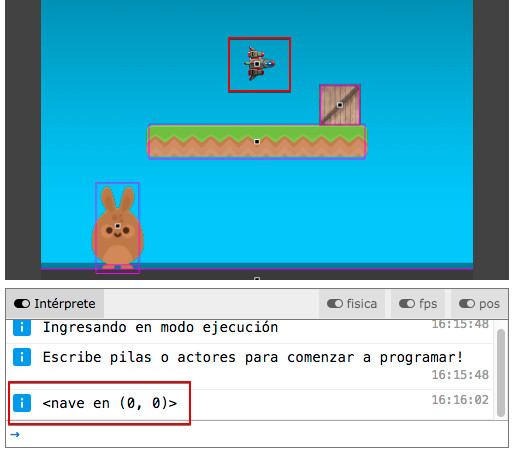 Intérprete fisica fps pos
Ingresando en modo ejecución 16:15:48
Escribe pilas o actores para comenzar a programar!
16:15:48
<nave en (0, 0)> 16:16:02
→